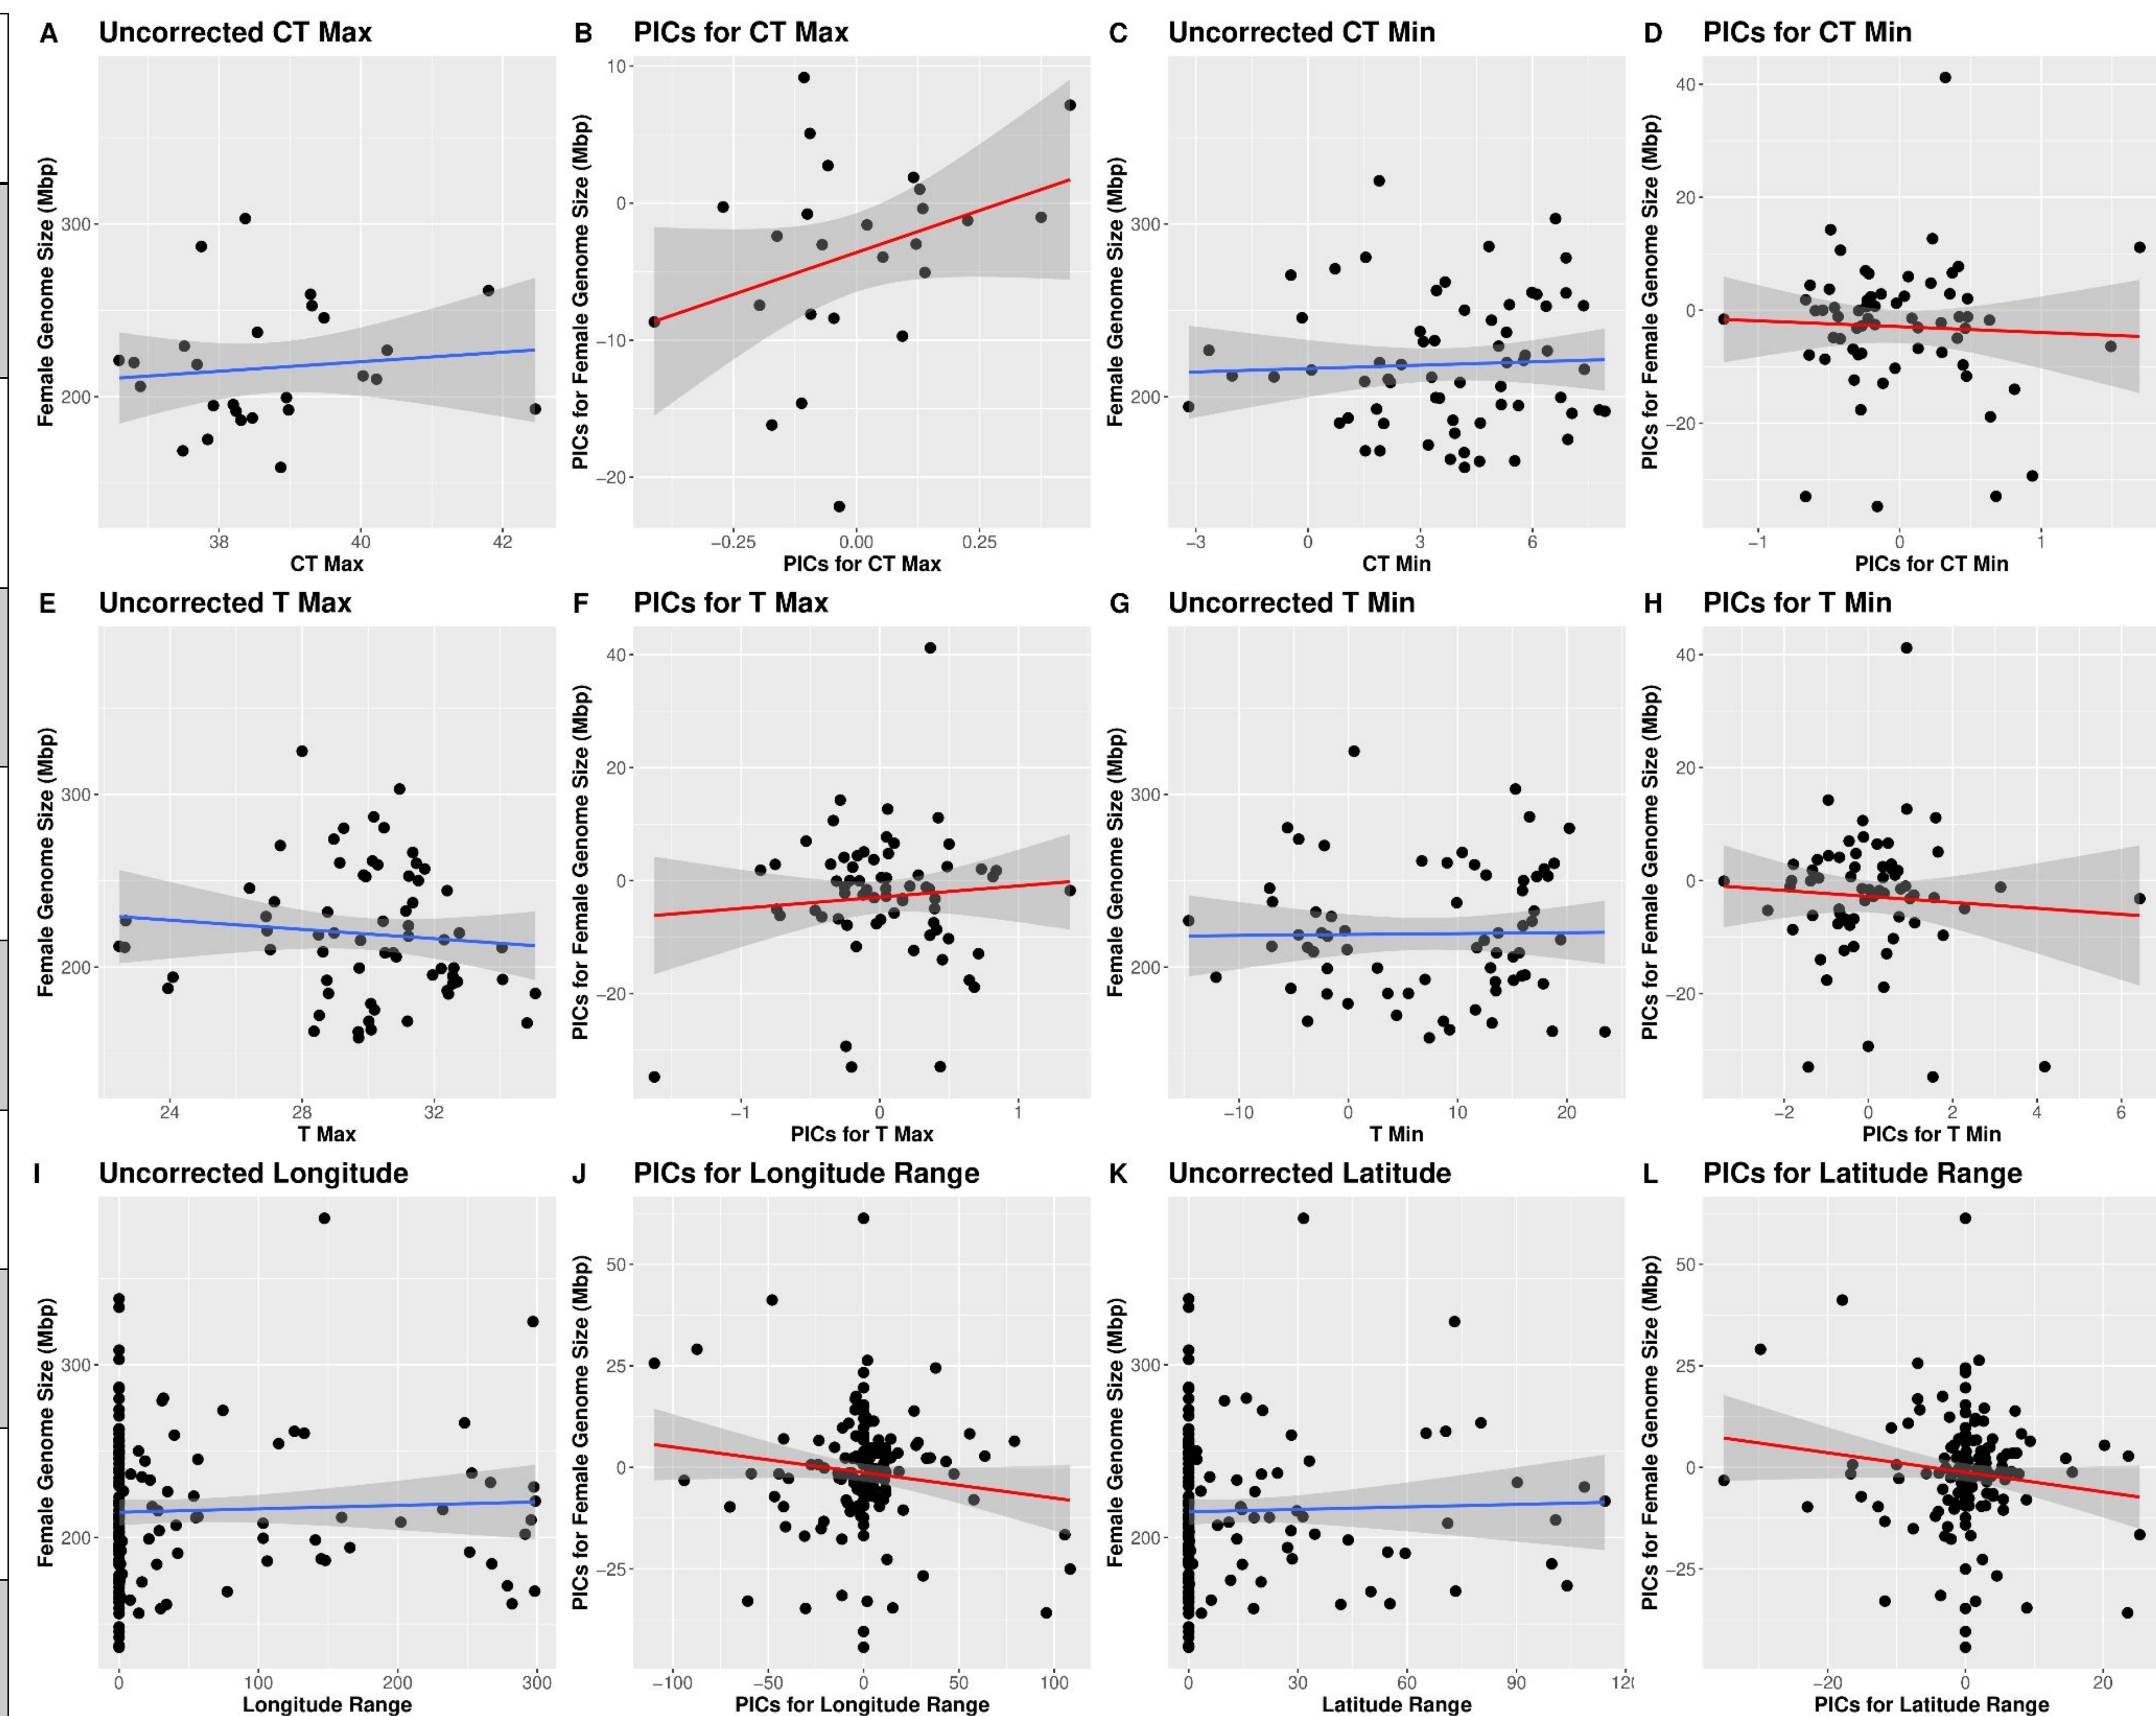 A Uncorrected CT Max
Female Genome Size (Mbp)
300
200
38 40 42
CT Max
B PICs for CT Max
PICs for Female Genome Size (Mbp)
10
0
−10
−20
−0.25 0.00 0.25
PICs for CT Max
C Uncorrected CT Min
Female Genome Size (Mbp)
300
200
−3 0 3 6
CT Min
D PICs for CT Min
PICs for Female Genome Size (Mbp)
40
20
0
−20
−1 0 1
PICs for CT Min
E Uncorrected T Max
Female Genome Size (Mbp)
300
200
24 28 32
T Max
F PICs for T Max
PICs for Female Genome Size (Mbp)
40
20
0
−20
−1 0 1
PICs for T Max
G Uncorrected T Min
Female Genome Size (Mbp)
300
200
−10 0 10 20
T Min
H PICs for T Min
PICs for Female Genome Size (Mbp)
40
20
0
−20
−2 0 2 4 6
PICs for T Min
I Uncorrected Longitude
Female Genome Size (Mbp)
300
200
0 100 200 300
Longitude Range
J PICs for Longitude Range
PICs for Female Genome Size (Mbp)
50
25
0
−25
−100 −50 0 50 100
PICs for Longitude Range
K Uncorrected Latitude
Female Genome Size (Mbp)
300
200
0 30 60 90
Latitude Range
L PICs for Latitude Range
PICs for Female Genome Size (Mbp)
50
25
0
−25
−20 0 20
PICs for Latitude Range